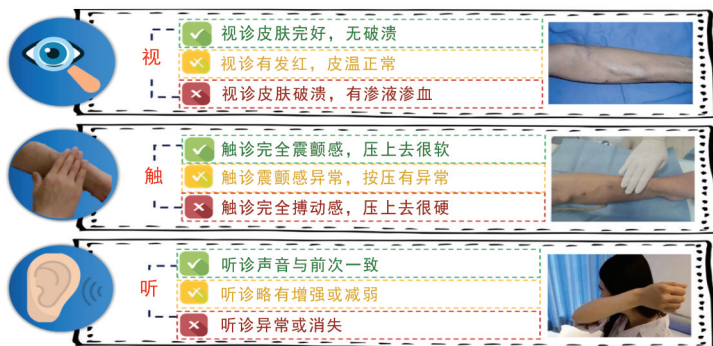 视
视诊皮肤完好，无破溃
视诊有发红，皮温正常
视诊皮肤破溃，有渗液渗血
触
触诊完全震颤感，压上去很软
触诊震颤感异常，按压有异常
触诊完全搏动感，压上去很硬
听
听诊声音与前次一致
听诊略有增强或减弱
听诊异常或消失